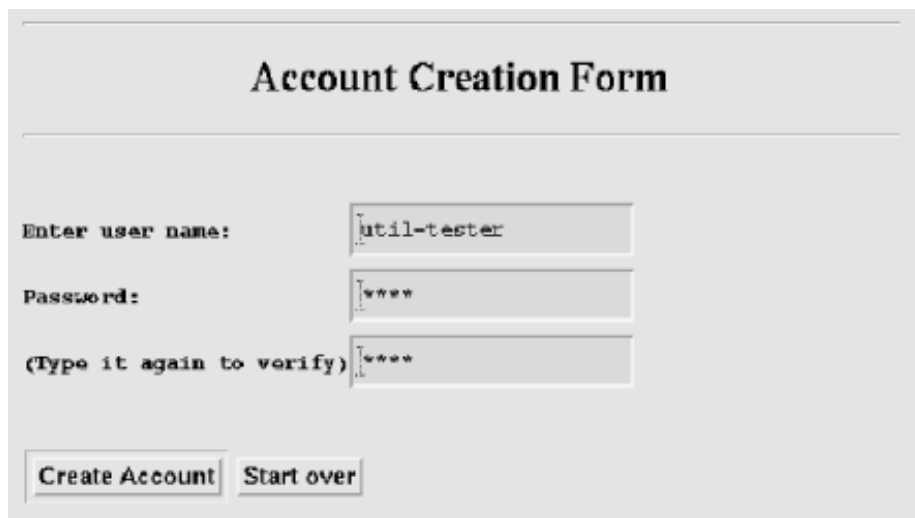 Account Creation Form
Enter user name: util-tester
Password: ****
(Type it again to verify) ****
Create Account Start over